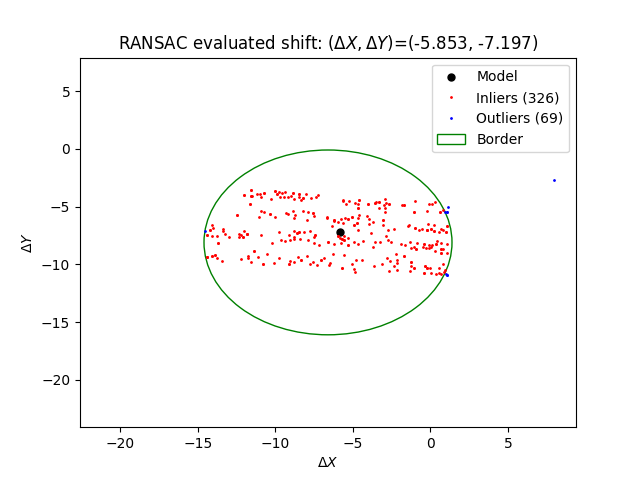 RANSAC evaluated shift: (ΔX, ΔY)=(-5.853, -7.197)
Model
Inliers (326)
Outliers (69)
Border
5
0
−5
−10
−15
−20
ΔY
−20
−15
−10
−5
0
5
ΔX